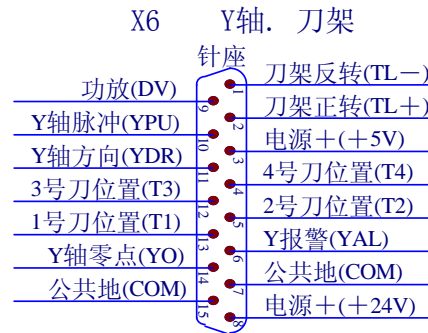 X6 Y轴. 刀架
针座
刀架反转(TL－)
功放(DV)
1
9
刀架正转(TL＋)
Y轴脉冲(YPU)
2
10
电源＋(＋5V)
Y轴方向(YDR)
3
11
4号刀位置(T4)
3号刀位置(T3)
4
12
2号刀位置(T2)
1号刀位置(T1)
5
13
Y报警(YAL)
Y轴零点(YO)
6
14
公共地(COM)
公共地(COM)
7
15
电源＋(＋24V)
8